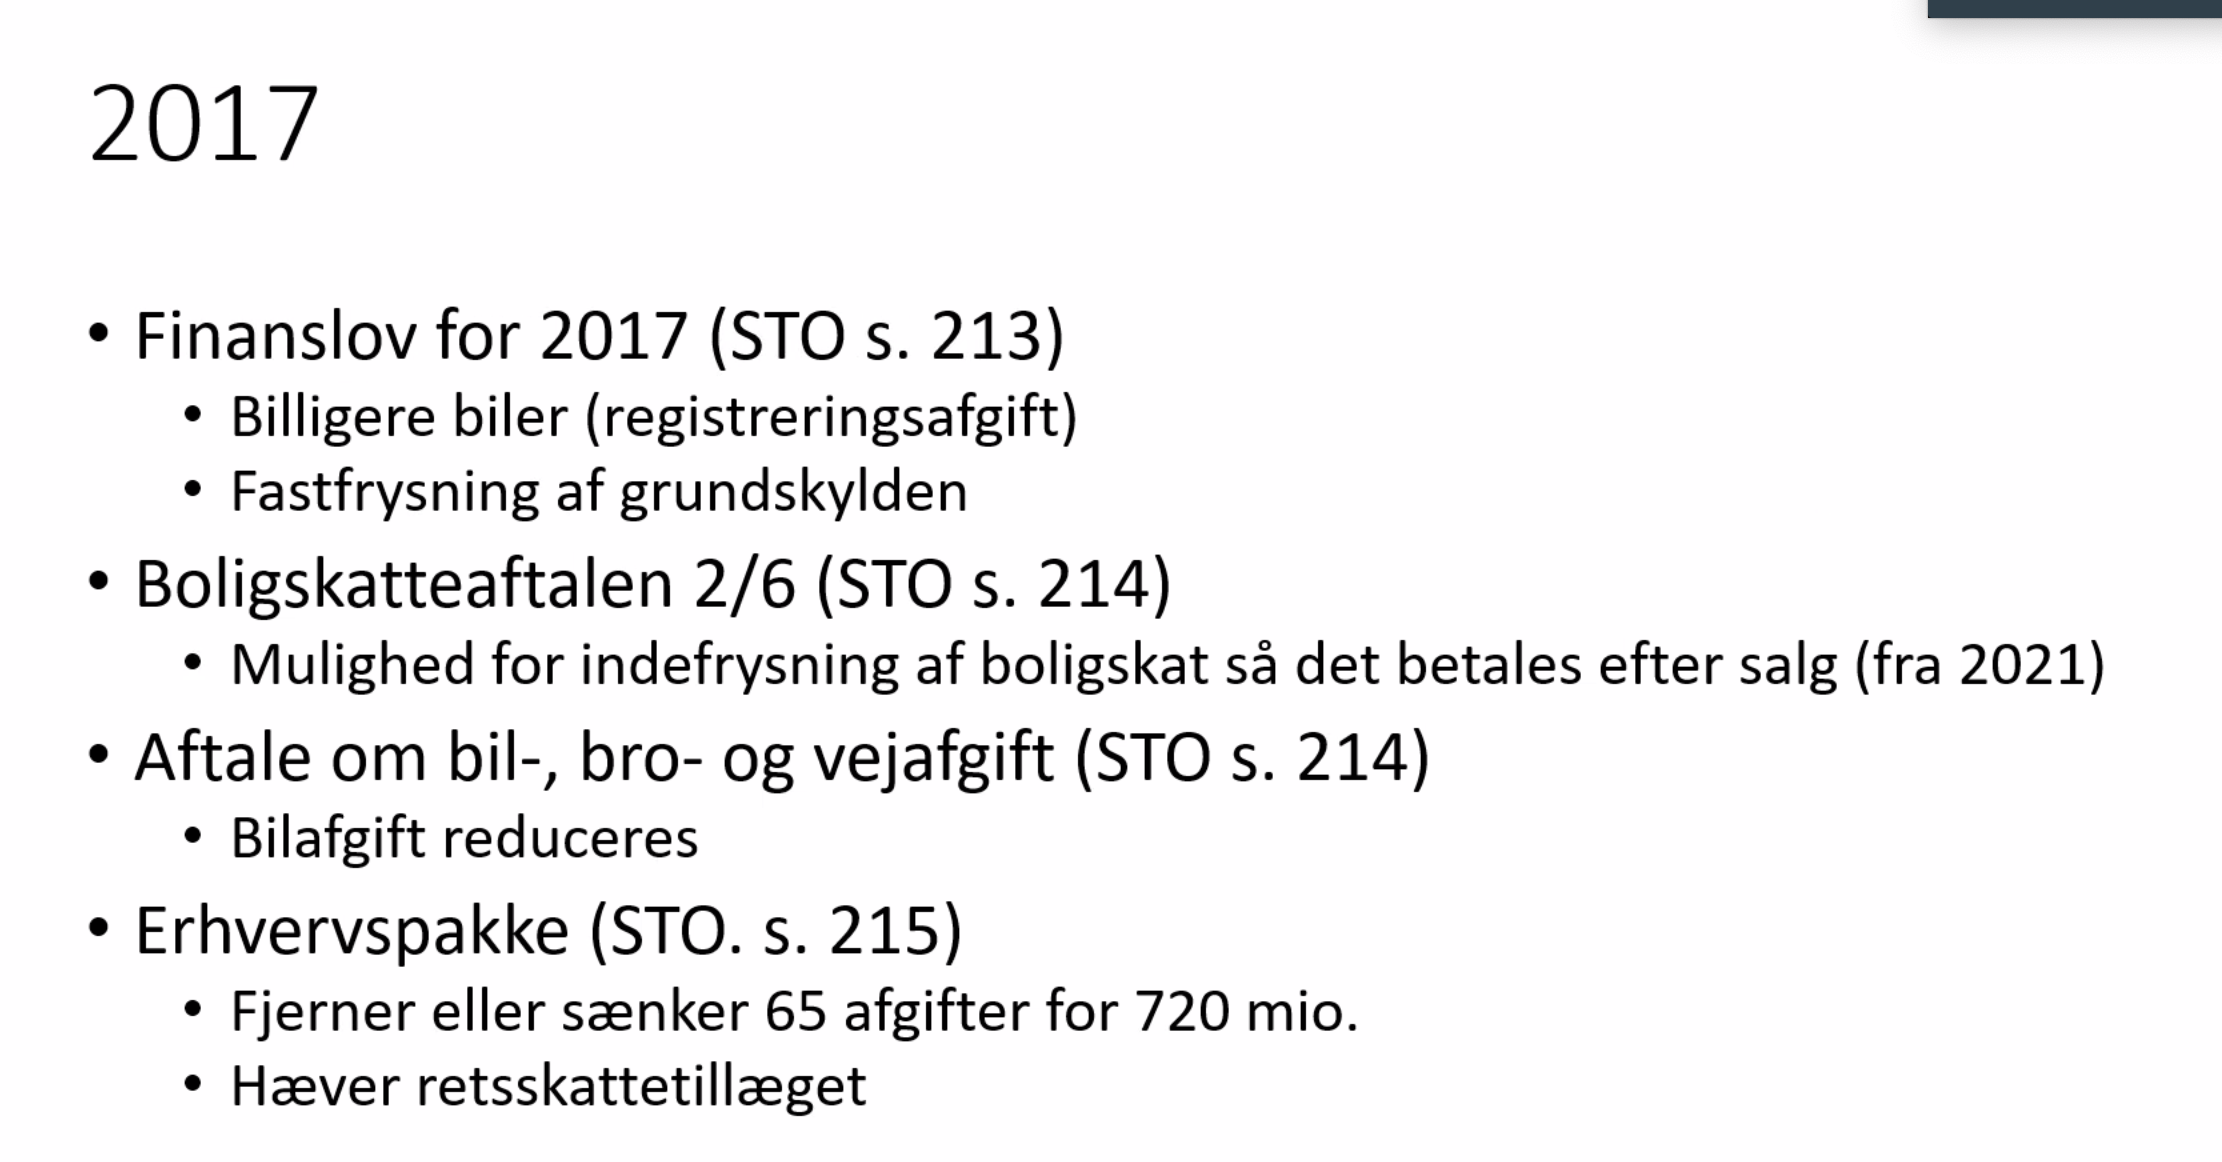 2017
• Finanslov for 2017 (STO s. 213)
• Billigere biler (registreringsafgift)
• Fastfrysning af grundskylden
• Boligskatteaftalen 2/6 (STO s. 214)
• Mulighed for indefrysning af boligskat så det betales efter salg (fra 2021)
• Aftale om bil-, bro- og vejafgift (STO s. 214)
• Bilafgift reduceres
• Erhvervspakke (STO. s. 215)
• Fjerner eller sænker 65 afgifter for 720 mio.
• Hæver retsskattetillæget